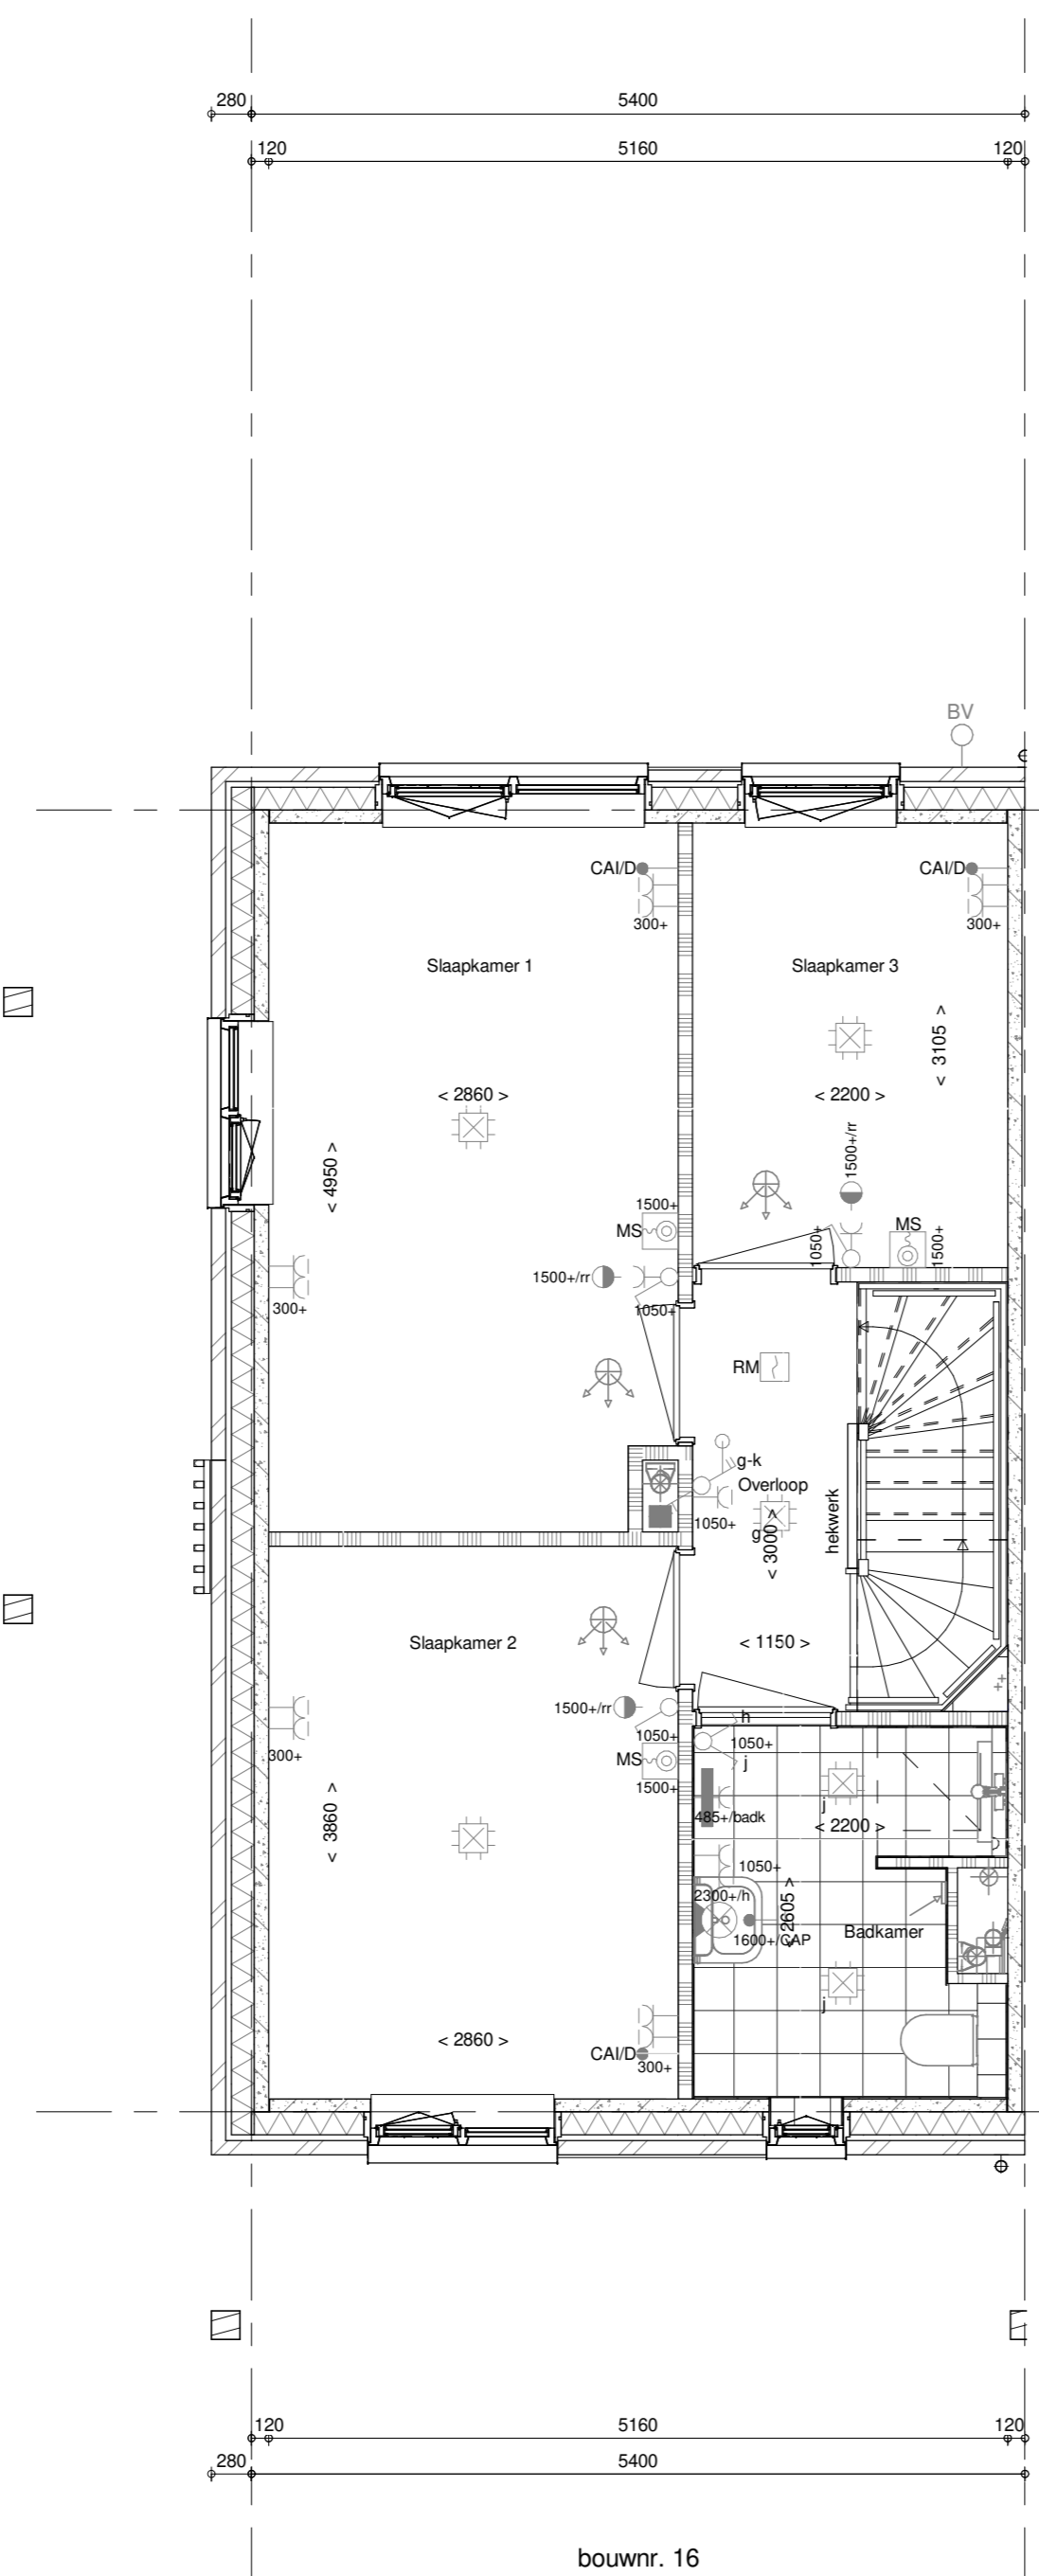 280 5400
120 5160 120
BV
CAI/D CAI/D
300+ 300+
Slaapkamer 1 Slaapkamer 3
< 3105 >
< 2860 > < 2200 >
1500+/rr
< 4950 >
1500+
MS MS
1050+ 1500+
1500+/rr
300+ 1050+
RM
g-k
Overloop
1050+
g
< 3000 >
hekwerk
Slaapkamer 2 < 1150 >
1500+/rr
h
1050+ 1050+
300+
MS j
1500+
j
485+/badk
< 2200 >
< 3860 >
1050+
2300+/h
< 2605 >
1600+/CAP
Badkamer
j
< 2860 >
CAI/D
300+
120 5160 120
280 5400
bouwnr. 16